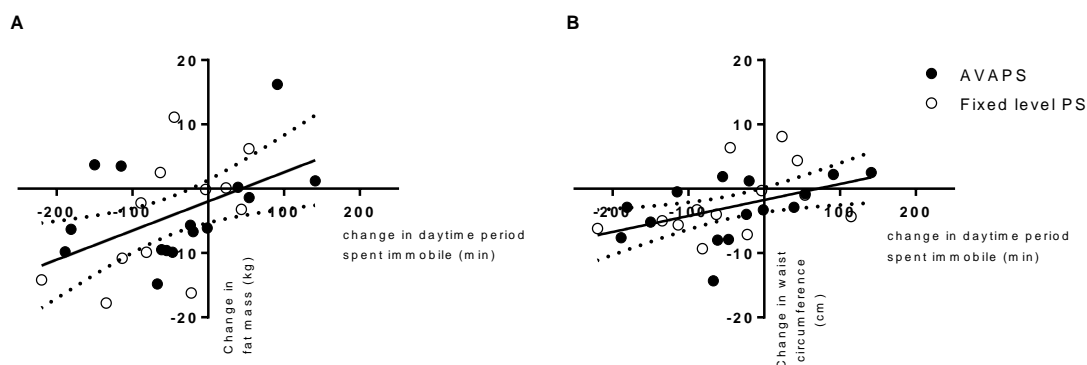 A
B
20
10
-10
-20
-200
-100
100
200
change in daytime period
spent immobile (min)
Change in
fat mass (kg)
20
10
-10
-20
-200
-100
100
200
change in daytime period
spent immobile (min)
Change in waist
circumference
(cm)
AVAPS
Fixed level PS